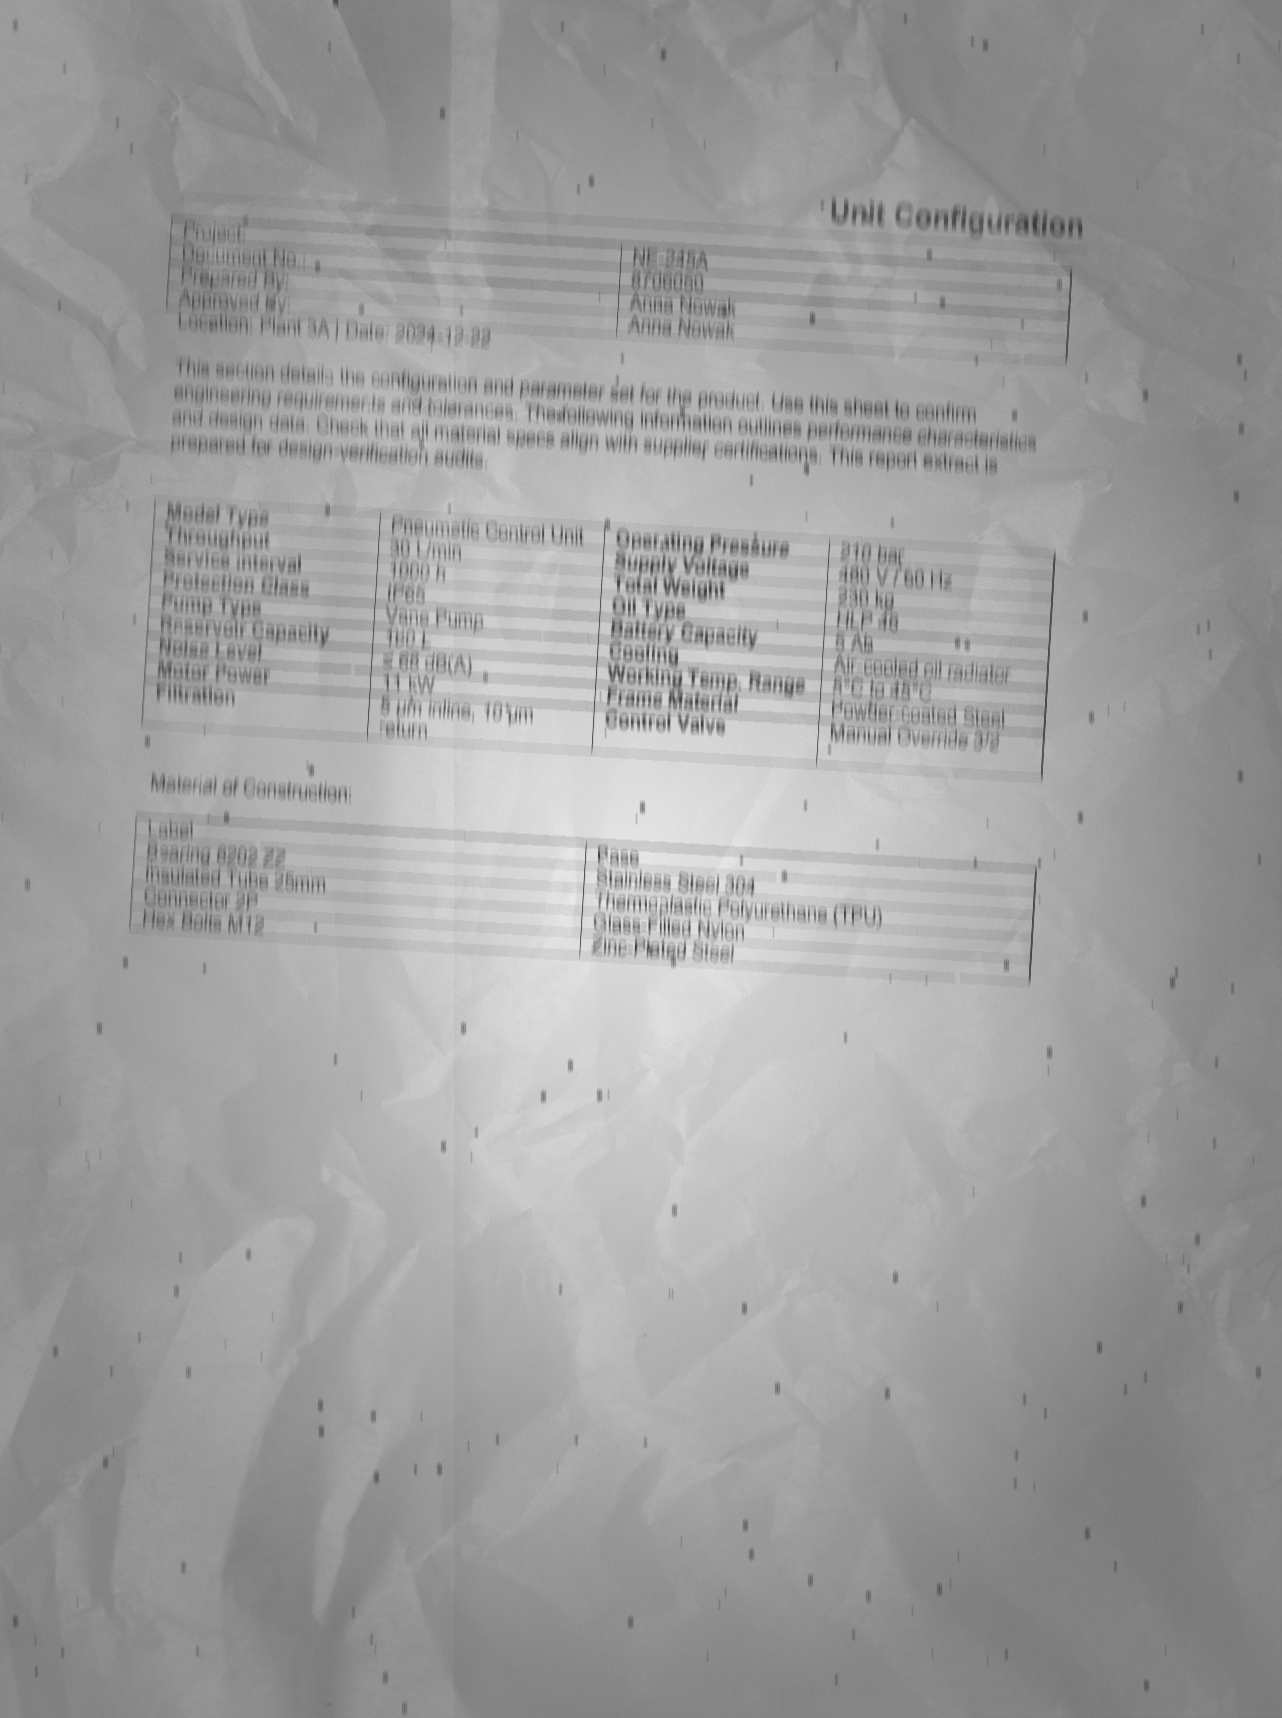 Unit Configuration
Project: NE-345A
Document No.: 8706060
Prepared By: Anna Nowak
Approved By: Anna Nowak
Location: Plant 3A | Date: 2024-12-22
This section details the configuration and parameter set for the product. Use this sheet to confirm
engineering requirements and tolerances. The following information outlines performance characteristics
and design data. Check that all material specs align with supplier certifications. This report extract is
prepared for design verification audits.
Model Type Pneumatic Control Unit Operating Pressure 210 bar
Throughput 30 L/min Supply Voltage 480 V / 60 Hz
Service Interval 1000 h Total Weight 230 kg
Protection Class IP65 Oil Type HLP 46
Pump Type Vane Pump Battery Capacity 5 Ah
Reservoir Capacity 160 L Cooling Air cooled oil radiator
Noise Level ≤ 68 dB(A) Working Temp. Range 5°C to 45°C
Motor Power 11 kW Frame Material Powder-coated Steel
Filtration 5 µm inline, 10 µm Control Valve Manual Override 3/2
return
Material of Construction:
Label Base
Bearing 6202 ZZ Stainless Steel 304
Insulated Tube 25mm Thermoplastic Polyurethane (TPU)
Connector 2P Glass-Filled Nylon
Hex Bolts M12 Zinc-Plated Steel